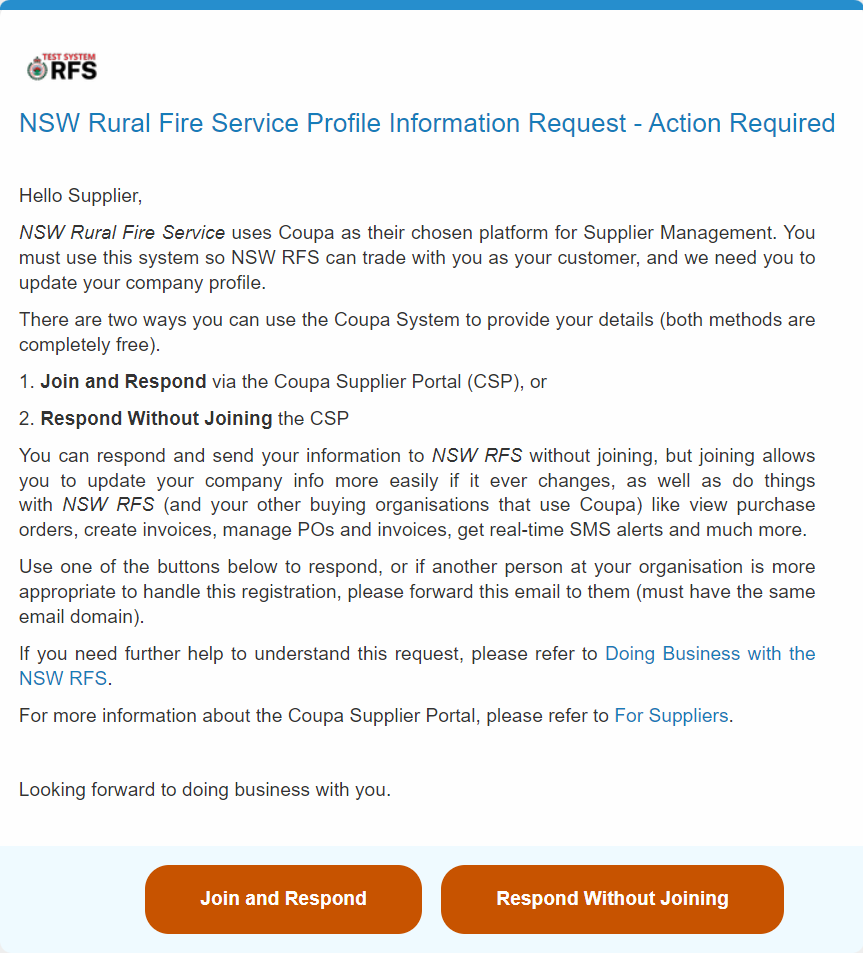 TEST SYSTEM
RFS
NSW Rural Fire Service Profile Information Request - Action Required
Hello Supplier,
NSW Rural Fire Service uses Coupa as their chosen platform for Supplier Management. You
must use this system so NSW RFS can trade with you as your customer, and we need you to
update your company profile.
There are two ways you can use the Coupa System to provide your details (both methods are
completely free).
1. Join and Respond via the Coupa Supplier Portal (CSP), or
2. Respond Without Joining the CSP
You can respond and send your information to NSW RFS without joining, but joining allows
you to update your company info more easily if it ever changes, as well as do things
with NSW RFS (and your other buying organisations that use Coupa) like view purchase
orders, create invoices, manage POs and invoices, get real-time SMS alerts and much more.
Use one of the buttons below to respond, or if another person at your organisation is more
appropriate to handle this registration, please forward this email to them (must have the same
email domain).
If you need further help to understand this request, please refer to Doing Business with the
NSW RFS.
For more information about the Coupa Supplier Portal, please refer to For Suppliers.
Looking forward to doing business with you.
Join and Respond
Respond Without Joining